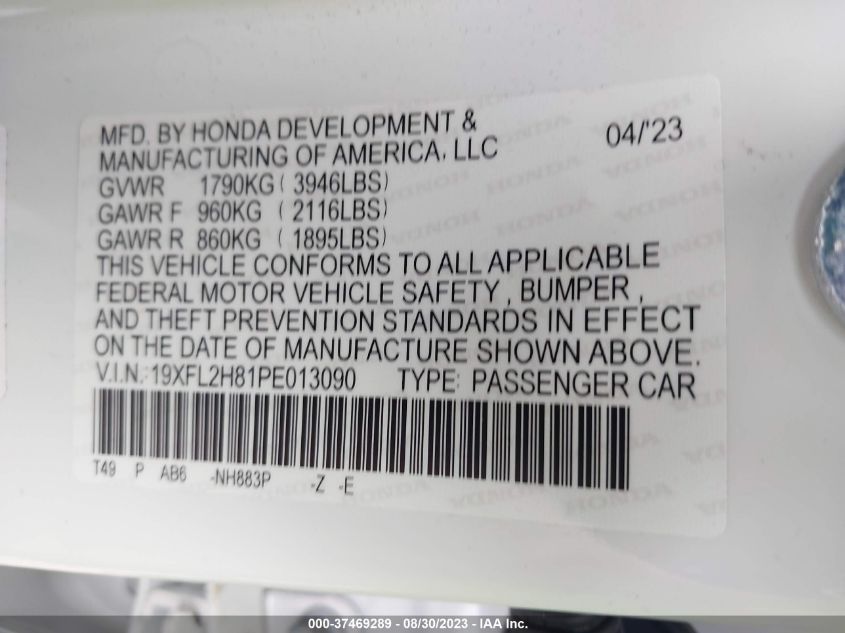 MFD. BY HONDA DEVELOPMENT & 04/'23
MANUFACTURING OF AMERICA, LLC
GVWR 1790KG ( 3946LBS)
GAWR F 960KG ( 2116LBS)
GAWR R 860KG ( 1895LBS)
THIS VEHICLE CONFORMS TO ALL APPLICABLE
FEDERAL MOTOR VEHICLE SAFETY , BUMPER ,
AND THEFT PREVENTION STANDARDS IN EFFECT
ON THE DATE OF MANUFACTURE SHOWN ABOVE.
V.I.N.: 19XFL2H81PE013090 TYPE: PASSENGER CAR
T49 P AB6 -NH883P -Z -E
000-37469289 - 08/30/2023 - IAA Inc.